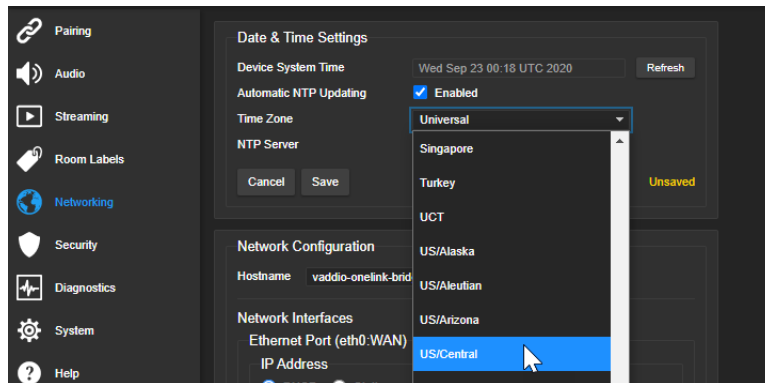 Pairing
Audio
Streaming
Room Labels
Networking
Security
Diagnostics
System
Help
Date & Time Settings
Device System Time Wed Sep 23 00:18 UTC 2020 Refresh
Automatic NTP Updating Enabled
Time Zone Universal
NTP Server
Cancel Save Unsaved
Singapore
Turkey
UCT
US/Alaska
US/Aleutian
US/Arizona
US/Central
Network Configuration
Hostname vaddio-onelink-brid
Network Interfaces
Ethernet Port (eth0:WAN)
IP Address